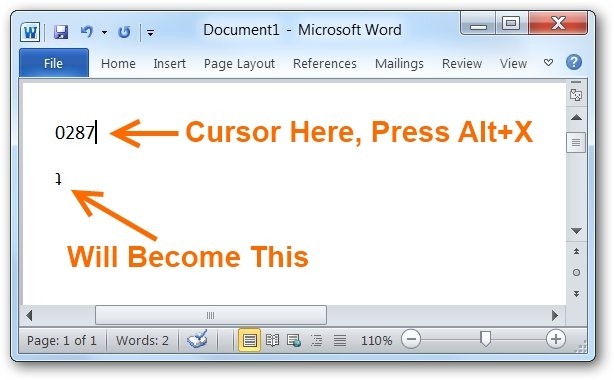 W
Document1 - Microsoft Word
File Home Insert Page Layout References Mailings Review View
0287 Cursor Here, Press Alt+X
ʇ
Will Become This
Page: 1 of 1 Words: 2 110%